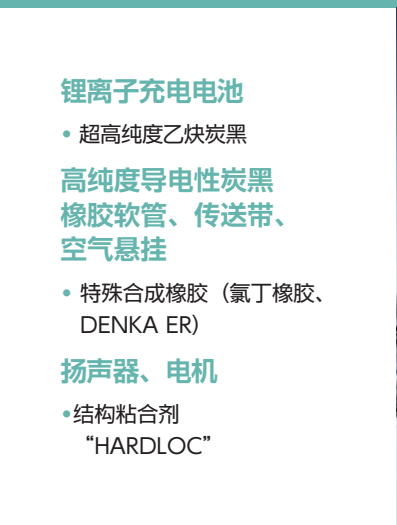 锂离子充电电池
• 超高纯度乙炔炭黑
高纯度导电性炭黑
橡胶软管、传送带、
空气悬挂
• 特殊合成橡胶（氯丁橡胶、
DENKA ER）
扬声器、电机
•结构粘合剂
“HARDLOC”